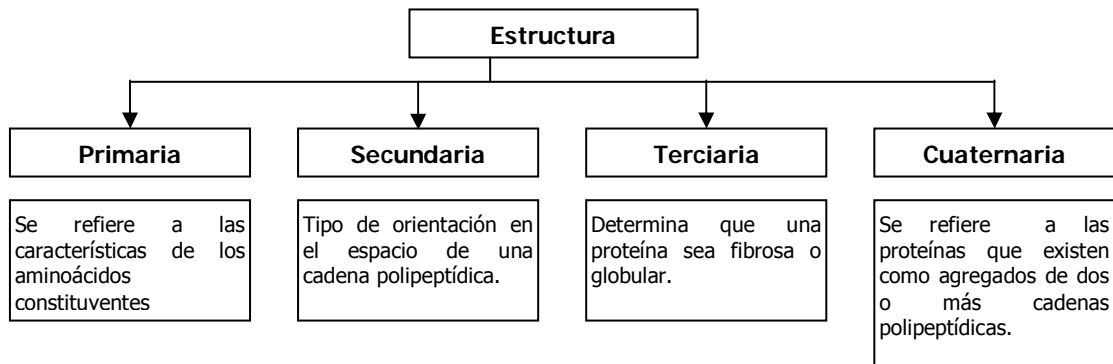 Estructura
Primaria
Secundaria
Terciaria
Cuaternaria
Se refiere a las
características de los
aminoácidos
constituyentes
Tipo de orientación en
el espacio de una
cadena polipeptídica.
Determina que una
proteína sea fibrosa o
globular.
Se refiere a las
proteínas que existen
como agregados de dos
o más cadenas
polipeptídicas.